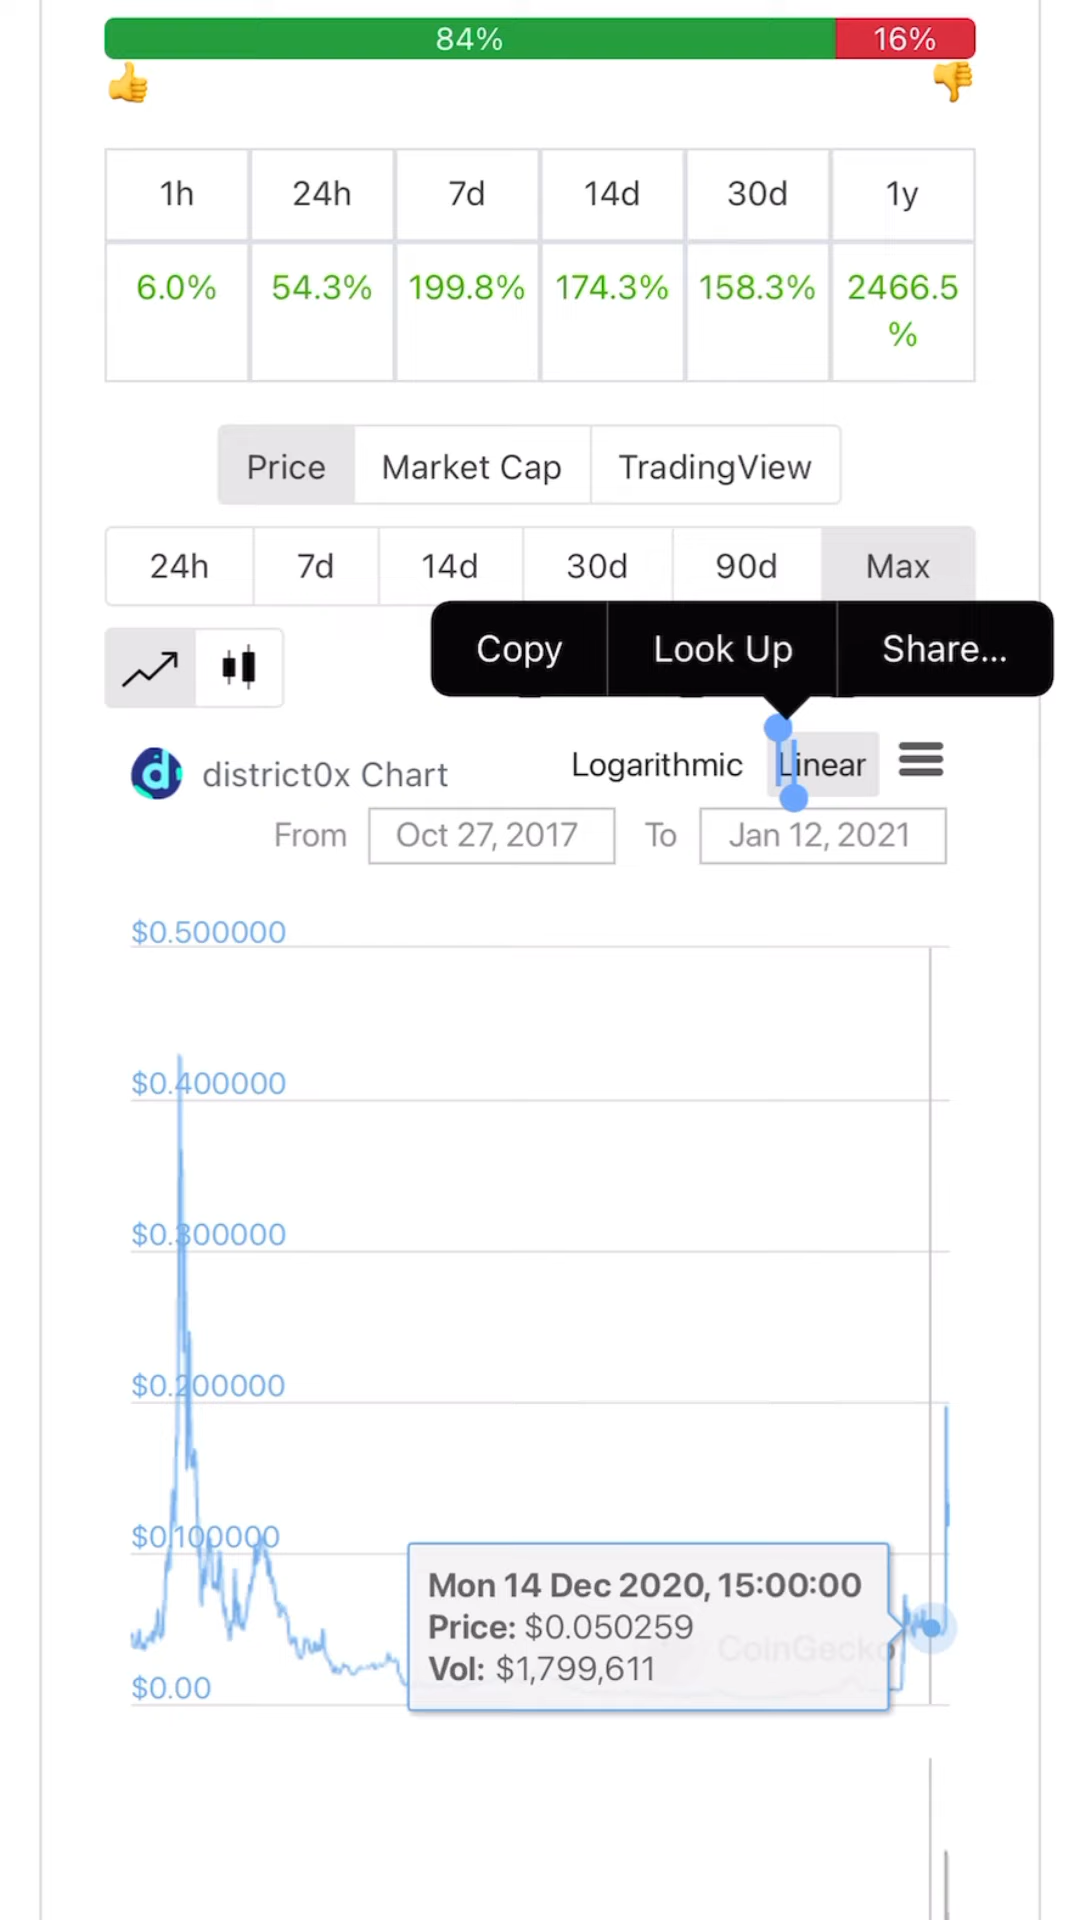 84% 16%
1h 24h 7d 14d 30d 1y
6.0% 54.3% 199.8% 174.3% 158.3% 2466.5
%
Price Market Cap TradingView
24h 7d 14d 30d 90d Max
Copy Look Up Share...
district0x Chart Logarithmic Linear
From Oct 27, 2017 To Jan 12, 2021
$0.500000
$0.400000
$0.300000
$0.200000
$0.100000
Mon 14 Dec 2020, 15:00:00
Price: $0.050259
CoinGecko
Vol: $1,799,611
$0.00